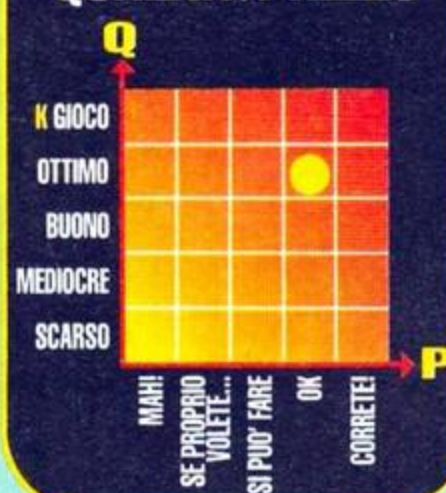 Q
K GIOCO
OTTIMO
BUONO
MEDIOCRE
SCARSO
P
MAH!
SE PROPRIO
VOLETE...
SI PUO' FARE
OK
CORRETE!